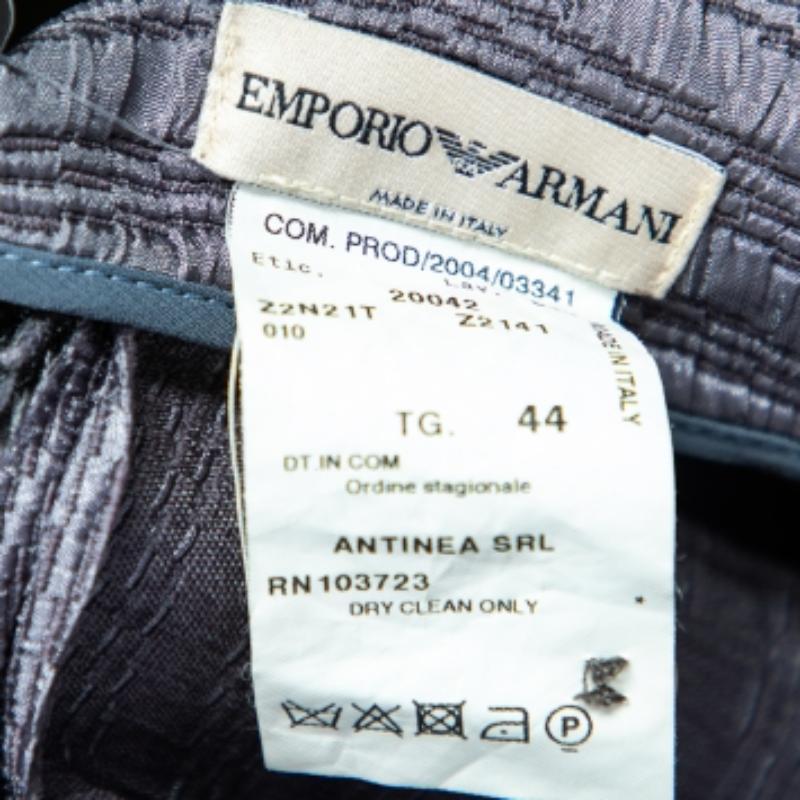 EMPORIO ARMANI
MADE IN ITALY
COM. PROD/2004/03341
Etic.
20042
Z2N21T Z2141
010
MADE IN ITALY
TG. 44
DT.IN COM
Ordine stagionale
ANTINEA SRL
RN103723
DRY CLEAN ONLY
P